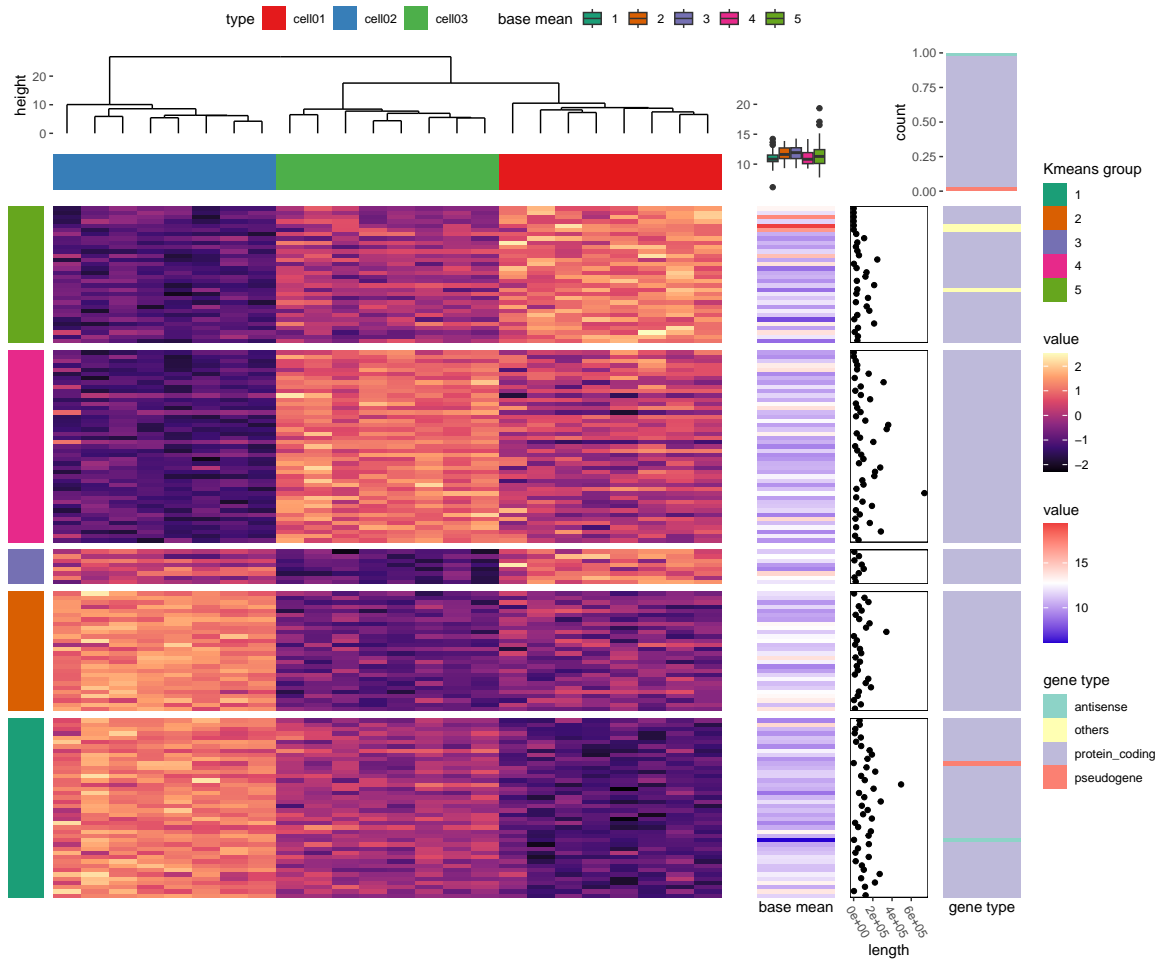 type cell01 cell02 cell03 base mean 1 2 3 4 5
height
20
10
0
20
15
10
count
1.00
0.75
0.50
0.25
0.00
Kmeans group
1
2
3
4
5
value
2
1
0
−1
−2
value
15
10
gene type
antisense
others
protein_coding
pseudogene
base mean
0e+00
2e+05
4e+05
6e+05
length
gene type